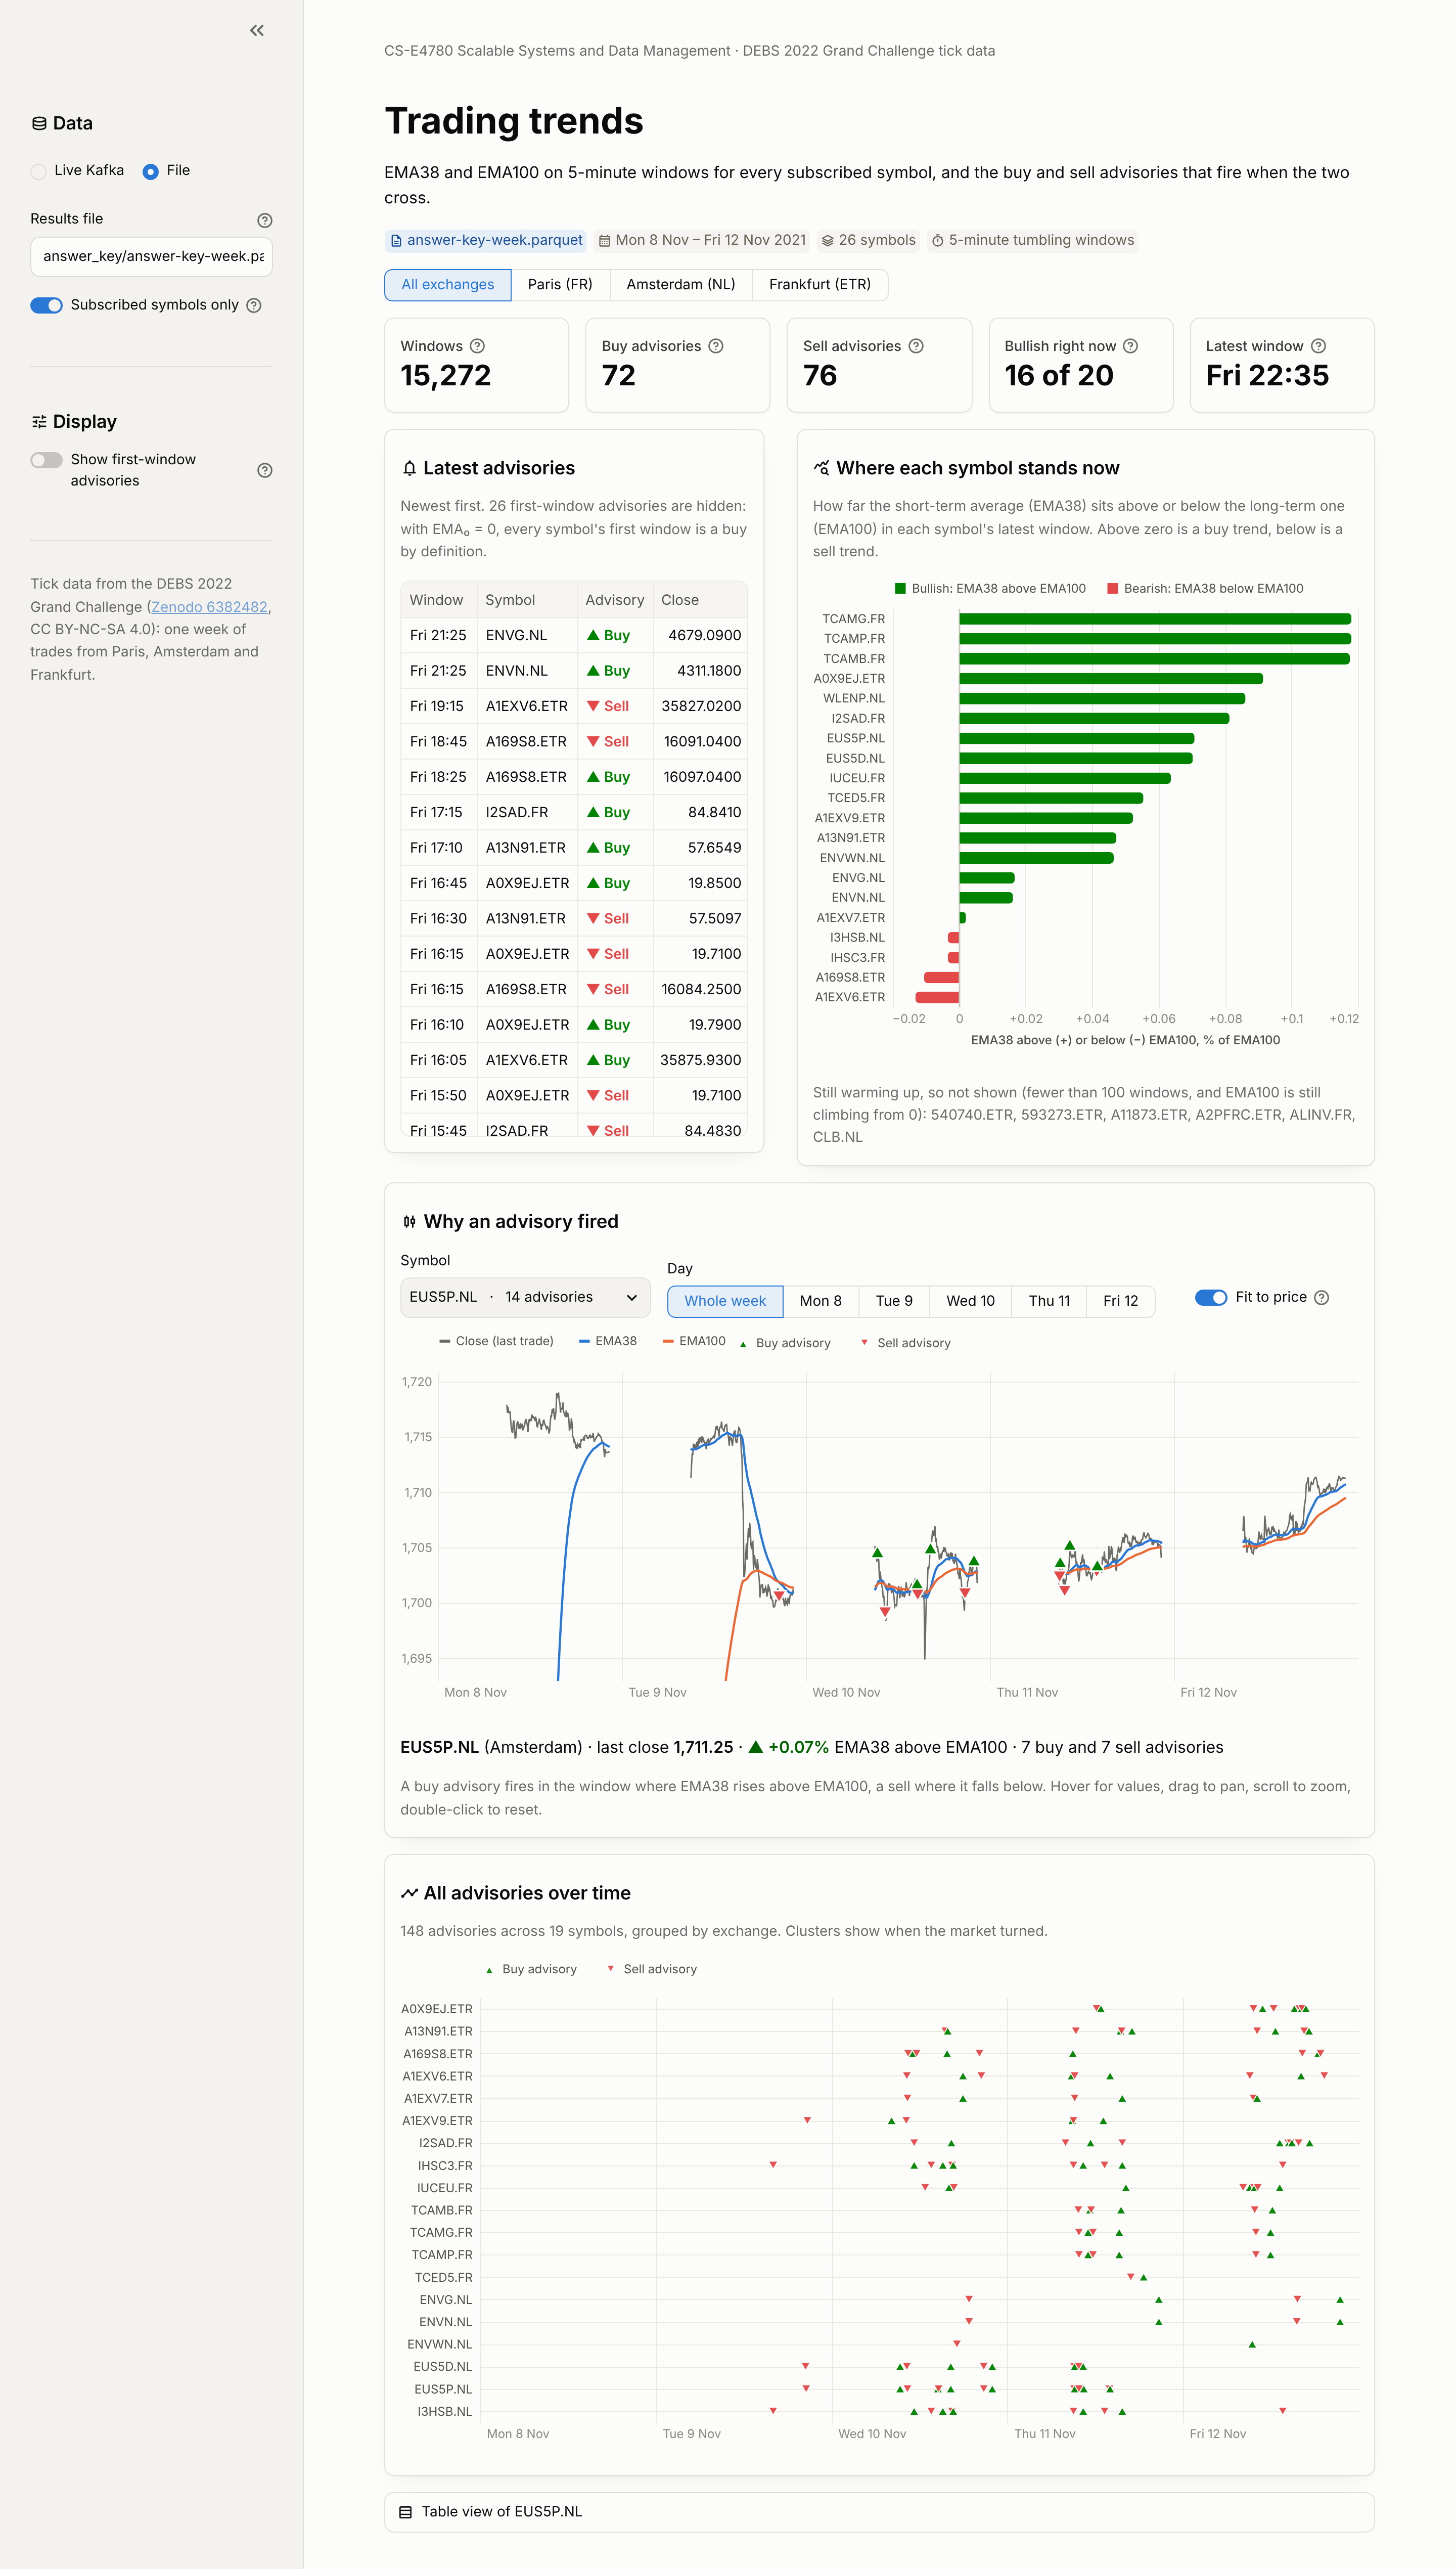 CS-E4780 Scalable Systems and Data Management · DEBS 2022 Grand Challenge tick data
Data
Live Kafka
File
Results file
answer_key/answer-key-week.pa
Subscribed symbols only
Display
Show first-window
advisories
Tick data from the DEBS 2022
Grand Challenge (Zenodo 6382482,
CC BY-NC-SA 4.0): one week of
trades from Paris, Amsterdam and
Frankfurt.
Trading trends
EMA38 and EMA100 on 5-minute windows for every subscribed symbol, and the buy and sell advisories that fire when the two
cross.
answer-key-week.parquet
Mon 8 Nov – Fri 12 Nov 2021
26 symbols
5-minute tumbling windows
All exchanges
Paris (FR)
Amsterdam (NL)
Frankfurt (ETR)
Windows
15,272
Buy advisories
72
Sell advisories
76
Bullish right now
16 of 20
Latest window
Fri 22:35
Latest advisories
Newest first. 26 first-window advisories are hidden:
with EMA₀ = 0, every symbol's first window is a buy
by definition.
Window Symbol Advisory Close
Fri 21:25 ENVG.NL ▲ Buy 4679.0900
Fri 21:25 ENVN.NL ▲ Buy 4311.1800
Fri 19:15 A1EXV6.ETR ▼ Sell 35827.0200
Fri 18:45 A169S8.ETR ▼ Sell 16091.0400
Fri 18:25 A169S8.ETR ▲ Buy 16097.0400
Fri 17:15 I2SAD.FR ▲ Buy 84.8410
Fri 17:10 A13N91.ETR ▲ Buy 57.6549
Fri 16:45 A0X9EJ.ETR ▲ Buy 19.8500
Fri 16:30 A13N91.ETR ▼ Sell 57.5097
Fri 16:15 A0X9EJ.ETR ▼ Sell 19.7100
Fri 16:15 A169S8.ETR ▼ Sell 16084.2500
Fri 16:10 A0X9EJ.ETR ▲ Buy 19.7900
Fri 16:05 A1EXV6.ETR ▲ Buy 35875.9300
Fri 15:50 A0X9EJ.ETR ▼ Sell 19.7100
Fri 15:45 I2SAD.FR ▼ Sell 84.4830
Where each symbol stands now
How far the short-term average (EMA38) sits above or below the long-term one
(EMA100) in each symbol's latest window. Above zero is a buy trend, below is a
sell trend.
Bullish: EMA38 above EMA100
Bearish: EMA38 below EMA100
TCAMG.FR
TCAMP.FR
TCAMB.FR
A0X9EJ.ETR
WLENP.NL
I2SAD.FR
EUS5P.NL
EUS5D.NL
IUCEU.FR
TCED5.FR
A1EXV9.ETR
A13N91.ETR
ENVWN.NL
ENVG.NL
ENVN.NL
A1EXV7.ETR
I3HSB.NL
IHSC3.FR
A169S8.ETR
A1EXV6.ETR
−0.02 0 +0.02 +0.04 +0.06 +0.08 +0.1 +0.12
EMA38 above (+) or below (−) EMA100, % of EMA100
Still warming up, so not shown (fewer than 100 windows, and EMA100 is still
climbing from 0): 540740.ETR, 593273.ETR, A11873.ETR, A2PFRC.ETR, ALINV.FR,
CLB.NL
Why an advisory fired
Symbol
EUS5P.NL · 14 advisories
Day
Whole week
Mon 8
Tue 9
Wed 10
Thu 11
Fri 12
Fit to price
Close (last trade)
EMA38
EMA100
Buy advisory
Sell advisory
1,720
1,715
1,710
1,705
1,700
1,695
Mon 8 Nov
Tue 9 Nov
Wed 10 Nov
Thu 11 Nov
Fri 12 Nov
EUS5P.NL (Amsterdam) · last close 1,711.25 · ▲ +0.07% EMA38 above EMA100 · 7 buy and 7 sell advisories
A buy advisory fires in the window where EMA38 rises above EMA100, a sell where it falls below. Hover for values, drag to pan, scroll to zoom,
double-click to reset.
All advisories over time
148 advisories across 19 symbols, grouped by exchange. Clusters show when the market turned.
Buy advisory
Sell advisory
A0X9EJ.ETR
A13N91.ETR
A169S8.ETR
A1EXV6.ETR
A1EXV7.ETR
A1EXV9.ETR
I2SAD.FR
IHSC3.FR
IUCEU.FR
TCAMB.FR
TCAMG.FR
TCAMP.FR
TCED5.FR
ENVG.NL
ENVN.NL
ENVWN.NL
EUS5D.NL
EUS5P.NL
I3HSB.NL
Mon 8 Nov
Tue 9 Nov
Wed 10 Nov
Thu 11 Nov
Fri 12 Nov
Table view of EUS5P.NL